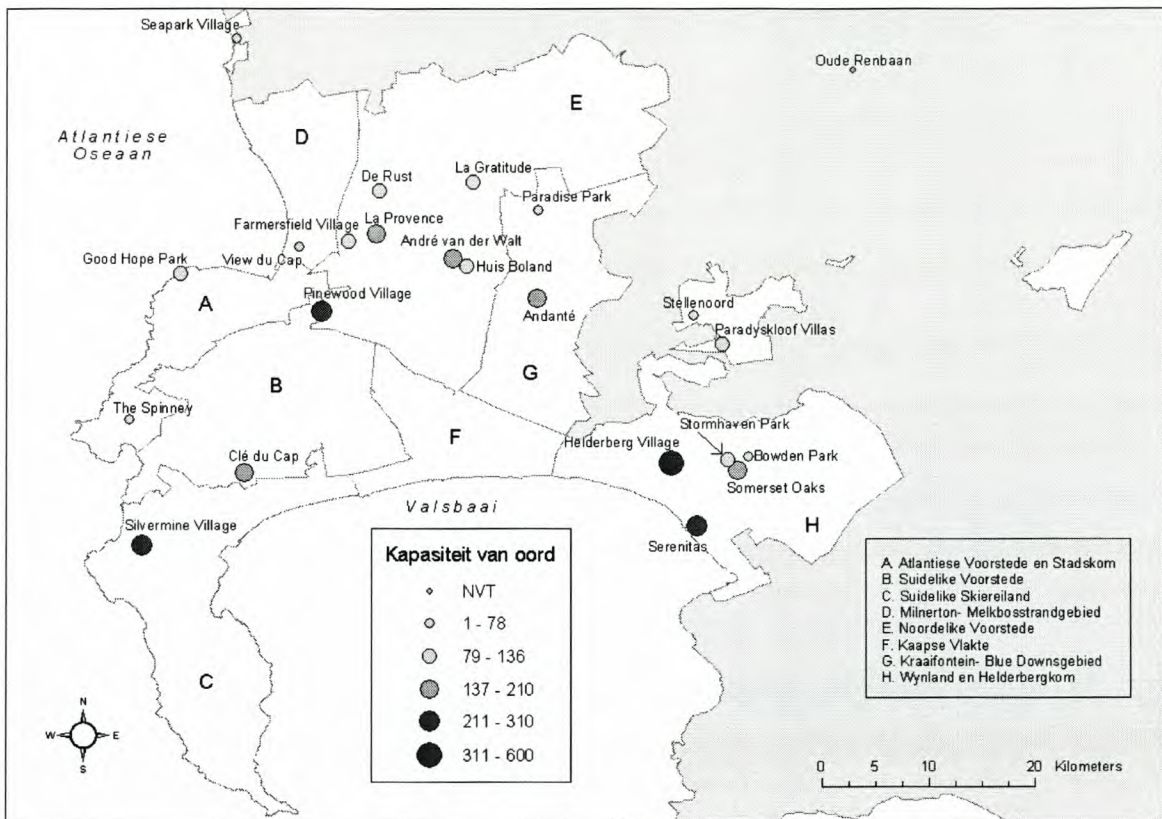 Seapark Village
Oude Renbaan
E
Atlantiese
Oseaan
D
La Gratitude
De Rust
Paradise Park
La Provence
Farmersfield Village
André van der Walt
Good Hope Park
View du Cap
Huis Boland
A
Pinewood Village
Stellenoord
Andanté
Paradyskloof Villas
G
B
The Spinney
Stormhaven Park
F
Helderberg Village
Bowden Park
Clé du Cap
Somerset Oaks
Valsbaai
Silvermine Village
H
Serenitas
Kapasiteit van oord
NVT
1 - 78
79 - 136
137 - 210
211 - 310
311 - 600
A. Atlantiese Voorstede en Stadskom
B. Suidelike Voorstede
C. Suidelike Skiereiland
D. Milnerton- Melkbosstrandgebied
E. Noordelike Voorstede
F. Kaapse Vlakte
G. Kraaifontein- Blue Downsgebied
H. Wynland en Helderbergkom
C
N
W E
S
0 5 10 20 Kilometers